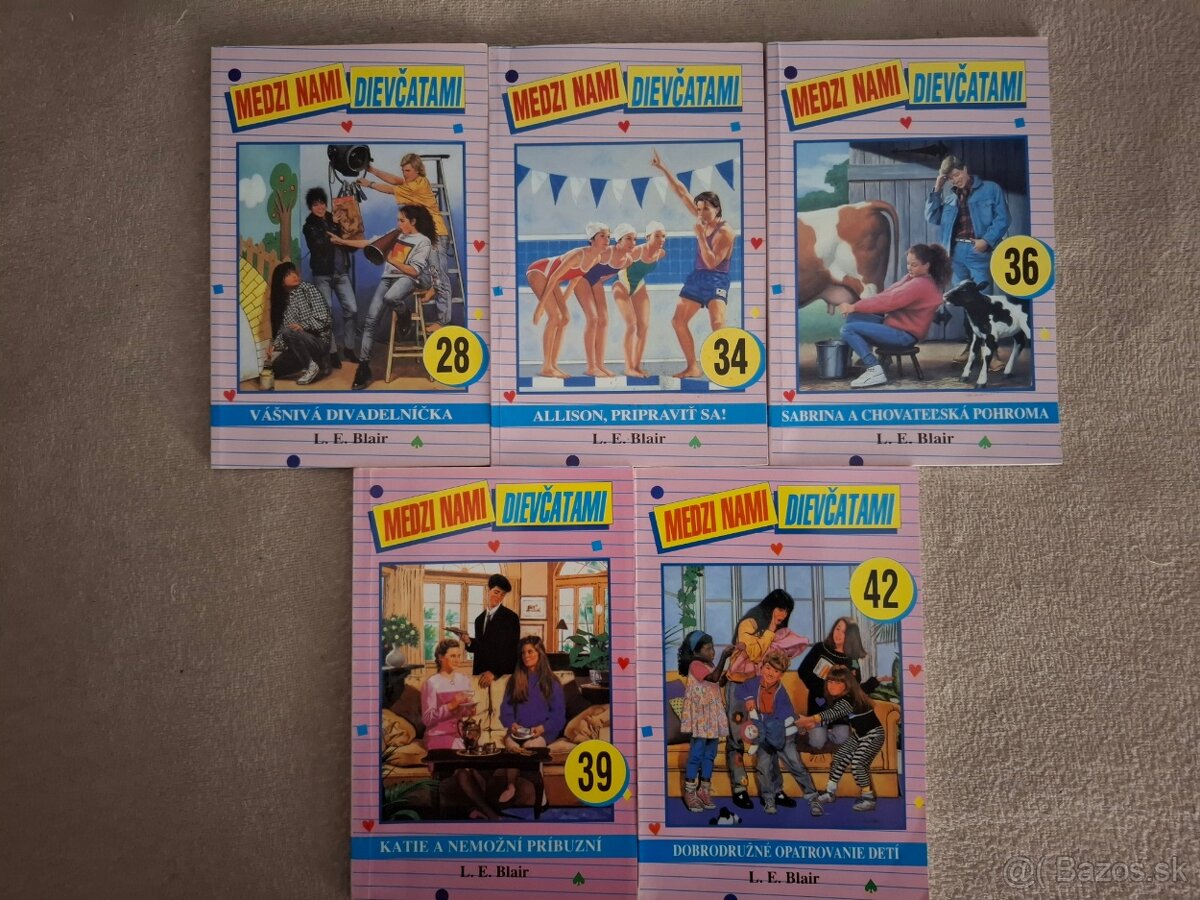 MEDZI NAMI DIEVČATAMI
28
VÁŠNIVÁ DIVADELNÍČKA
L. E. Blair
MEDZI NAMI DIEVČATAMI
34
ALLISON, PRIPRAVIŤ SA!
L. E. Blair
MEDZI NAMI DIEVČATAMI
36
SABRINA A CHOVATEĽSKÁ POHROMA
L. E. Blair
MEDZI NAMI DIEVČATAMI
39
KATIE A NEMOŽNÍ PRÍBUZNÍ
L. E. Blair
MEDZI NAMI DIEVČATAMI
42
DOBRODRUŽNÉ OPATROVANIE DETÍ
L. E. Blair
@( Bazos.sk